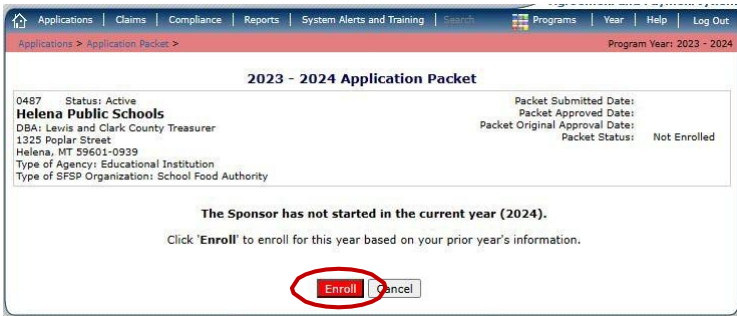 Applications | Claims | Compliance | Reports | System Alerts and Training | Search Programs | Year | Help | Log Out
Applications > Application Packet > Program Year: 2023 - 2024
2023 - 2024 Application Packet
0487 Status: Active Packet Submitted Date:
Helena Public Schools Packet Approved Date:
DBA: Lewis and Clark County Treasurer Packet Original Approval Date:
1325 Poplar Street Packet Status: Not Enrolled
Helena, MT 59601-0939
Type of Agency: Educational Institution
Type of SFSP Organization: School Food Authority
The Sponsor has not started in the current year (2024).
Click 'Enroll' to enroll for this year based on your prior year's information.
Enroll Cancel